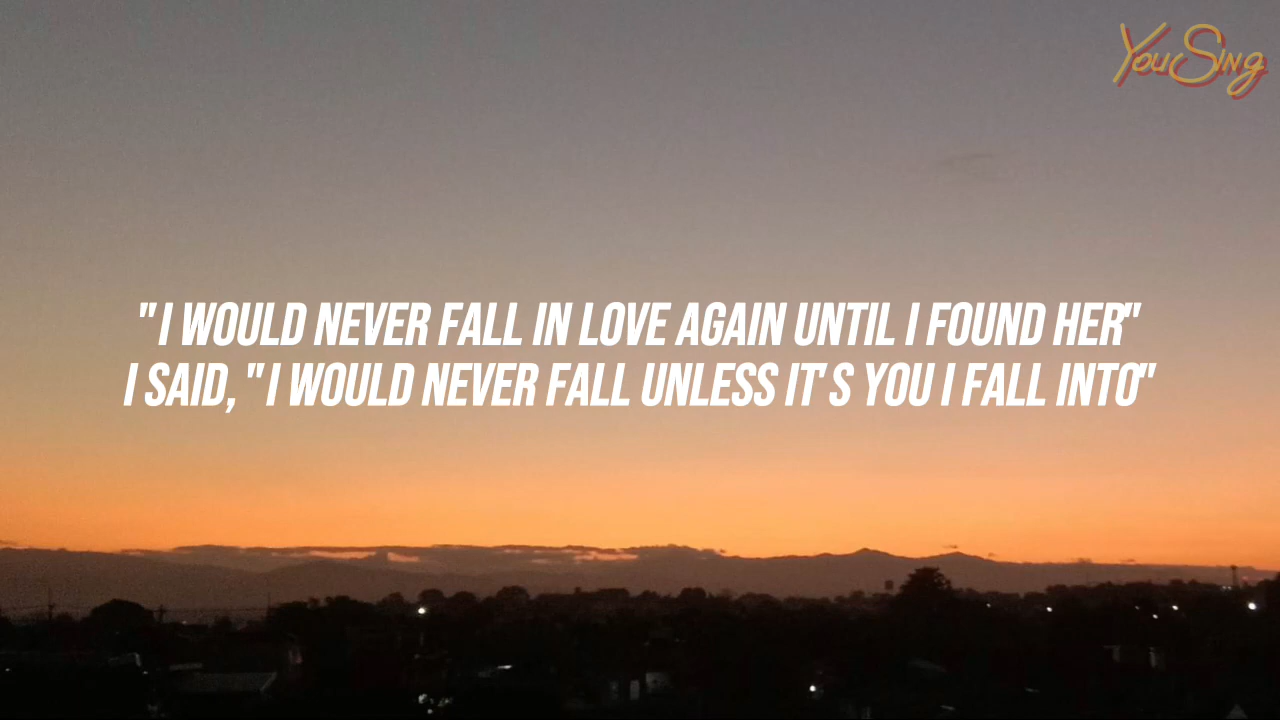 YouSing
"I WOULD NEVER FALL IN LOVE AGAIN UNTIL I FOUND HER"
I SAID, "I WOULD NEVER FALL UNLESS IT'S YOU I FALL INTO"